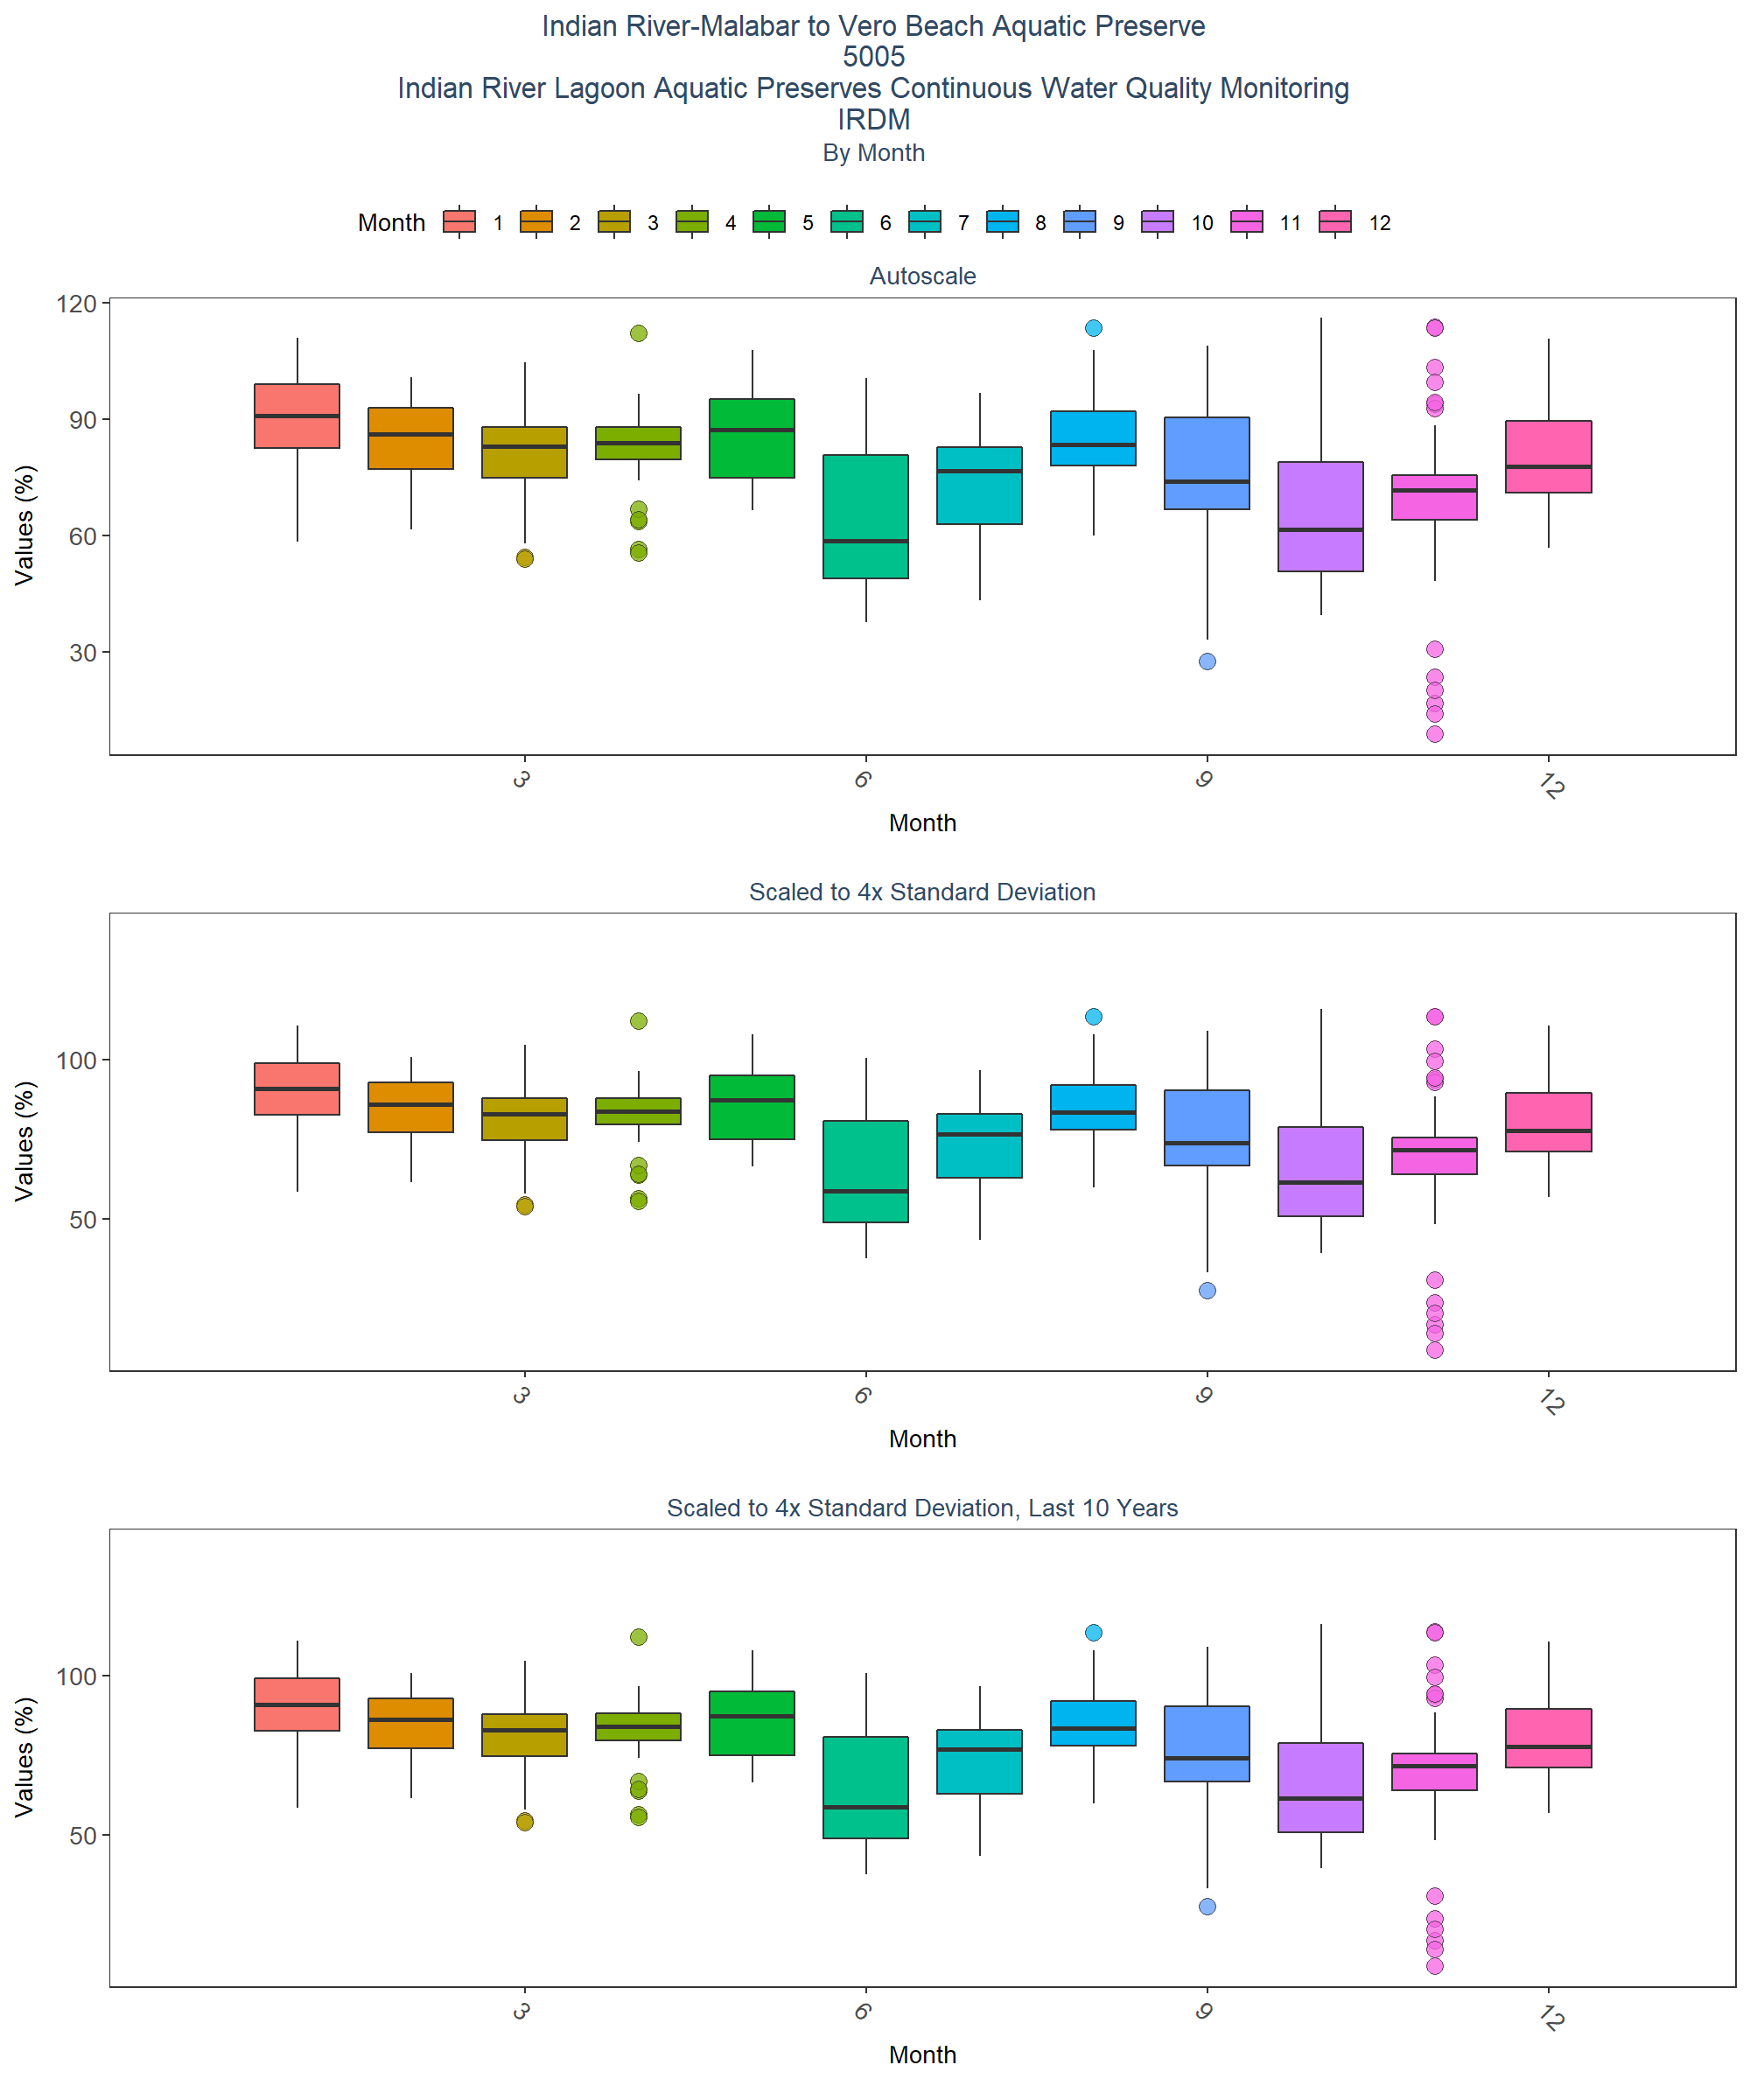 Indian River-Malabar to Vero Beach Aquatic Preserve
5005
Indian River Lagoon Aquatic Preserves Continuous Water Quality Monitoring
IRDM
By Month
Month 1 2 3 4 5 6 7 8 9 10 11 12
Autoscale
Values (%)
120
90
60
30
3 6 9 12
Month
Scaled to 4x Standard Deviation
Values (%)
100
50
3 6 9 12
Month
Scaled to 4x Standard Deviation, Last 10 Years
Values (%)
100
50
3 6 9 12
Month